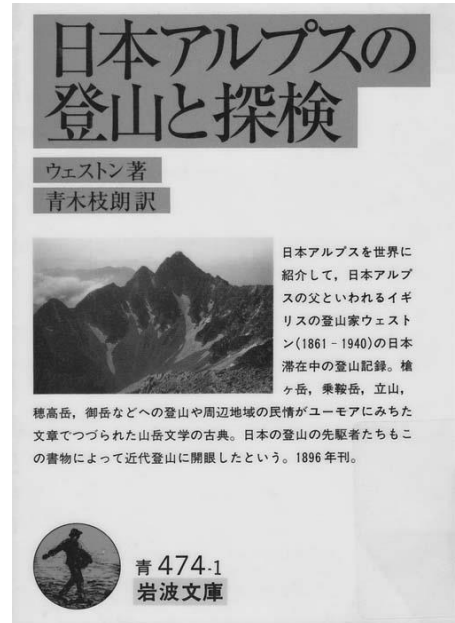 日本アルプスの
登山と探検
ウェストン著
青木枝朗訳
日本アルプスを世界に
紹介して，日本アルプ
スの父といわれるイギ
リスの登山家ウェスト
ン(1861－1940)の日本
滞在中の登山記録。槍
ヶ岳，乗鞍岳，立山，
穂高岳，御岳などへの登山や周辺地域の民情がユーモアにみちた
文章でつづられた山岳文学の古典。日本の登山の先駆者たちもこ
の書物によって近代登山に開眼したという。1896年刊。
青 474-1
岩波文庫